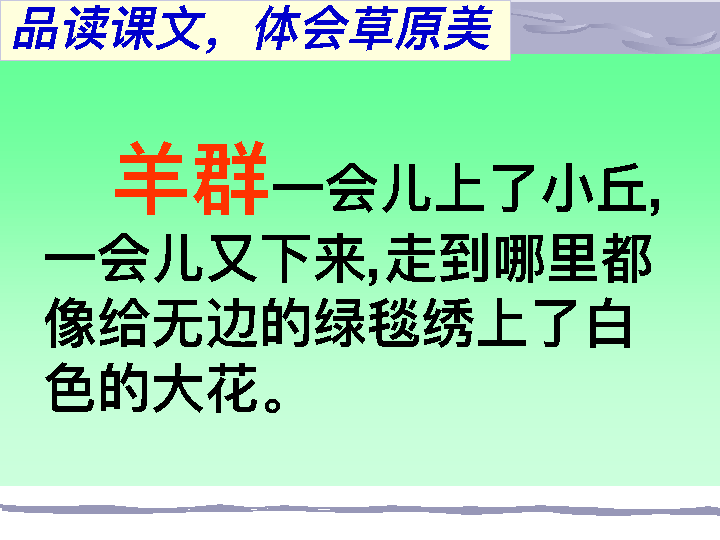 品读课文，体会草原美
羊群一会儿上了小丘,
一会儿又下来,走到哪里都
像给无边的绿毯绣上了白
色的大花。